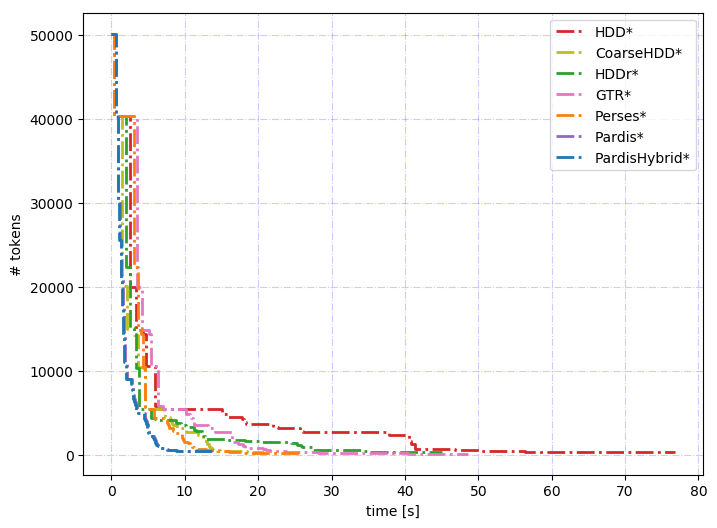 50000
40000
30000
20000
10000
0
# tokens
HDD*
CoarseHDD*
HDDr*
GTR*
Perses*
Pardis*
PardisHybrid*
0 10 20 30 40 50 60 70 80
time [s]